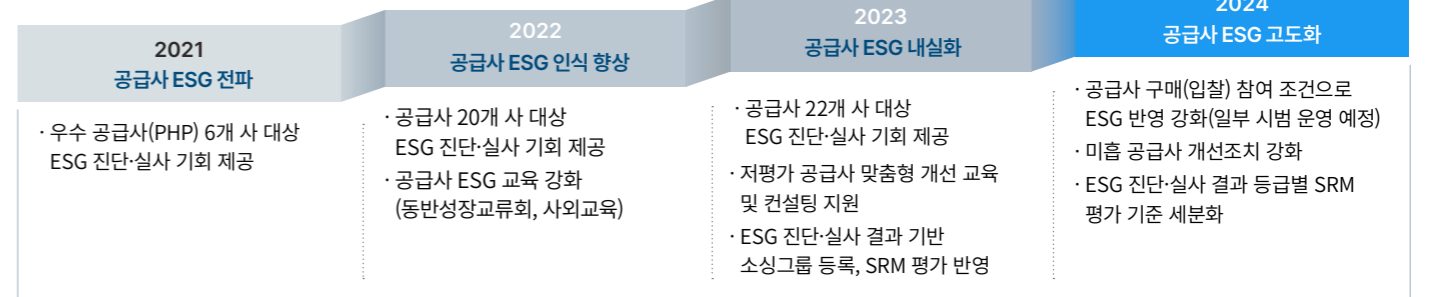 2021
공급사 ESG 전파
· 우수 공급사(PHP) 6개 사 대상
ESG 진단·실사 기회 제공
2022
공급사 ESG 인식 향상
· 공급사 20개 사 대상
ESG 진단·실사 기회 제공
· 공급사 ESG 교육 강화
(동반성장교류회, 사외교육)
2023
공급사 ESG 내실화
· 공급사 22개 사 대상
ESG 진단·실사 기회 제공
· 저평가 공급사 맞춤형 개선 교육
및 컨설팅 지원
· ESG 진단·실사 결과 기반
소싱그룹 등록, SRM 평가 반영
2024
공급사 ESG 고도화
· 공급사 구매(입찰) 참여 조건으로
ESG 반영 강화(일부 시범 운영 예정)
· 미흡 공급사 개선조치 강화
· ESG 진단·실사 결과 등급별 SRM
평가 기준 세분화